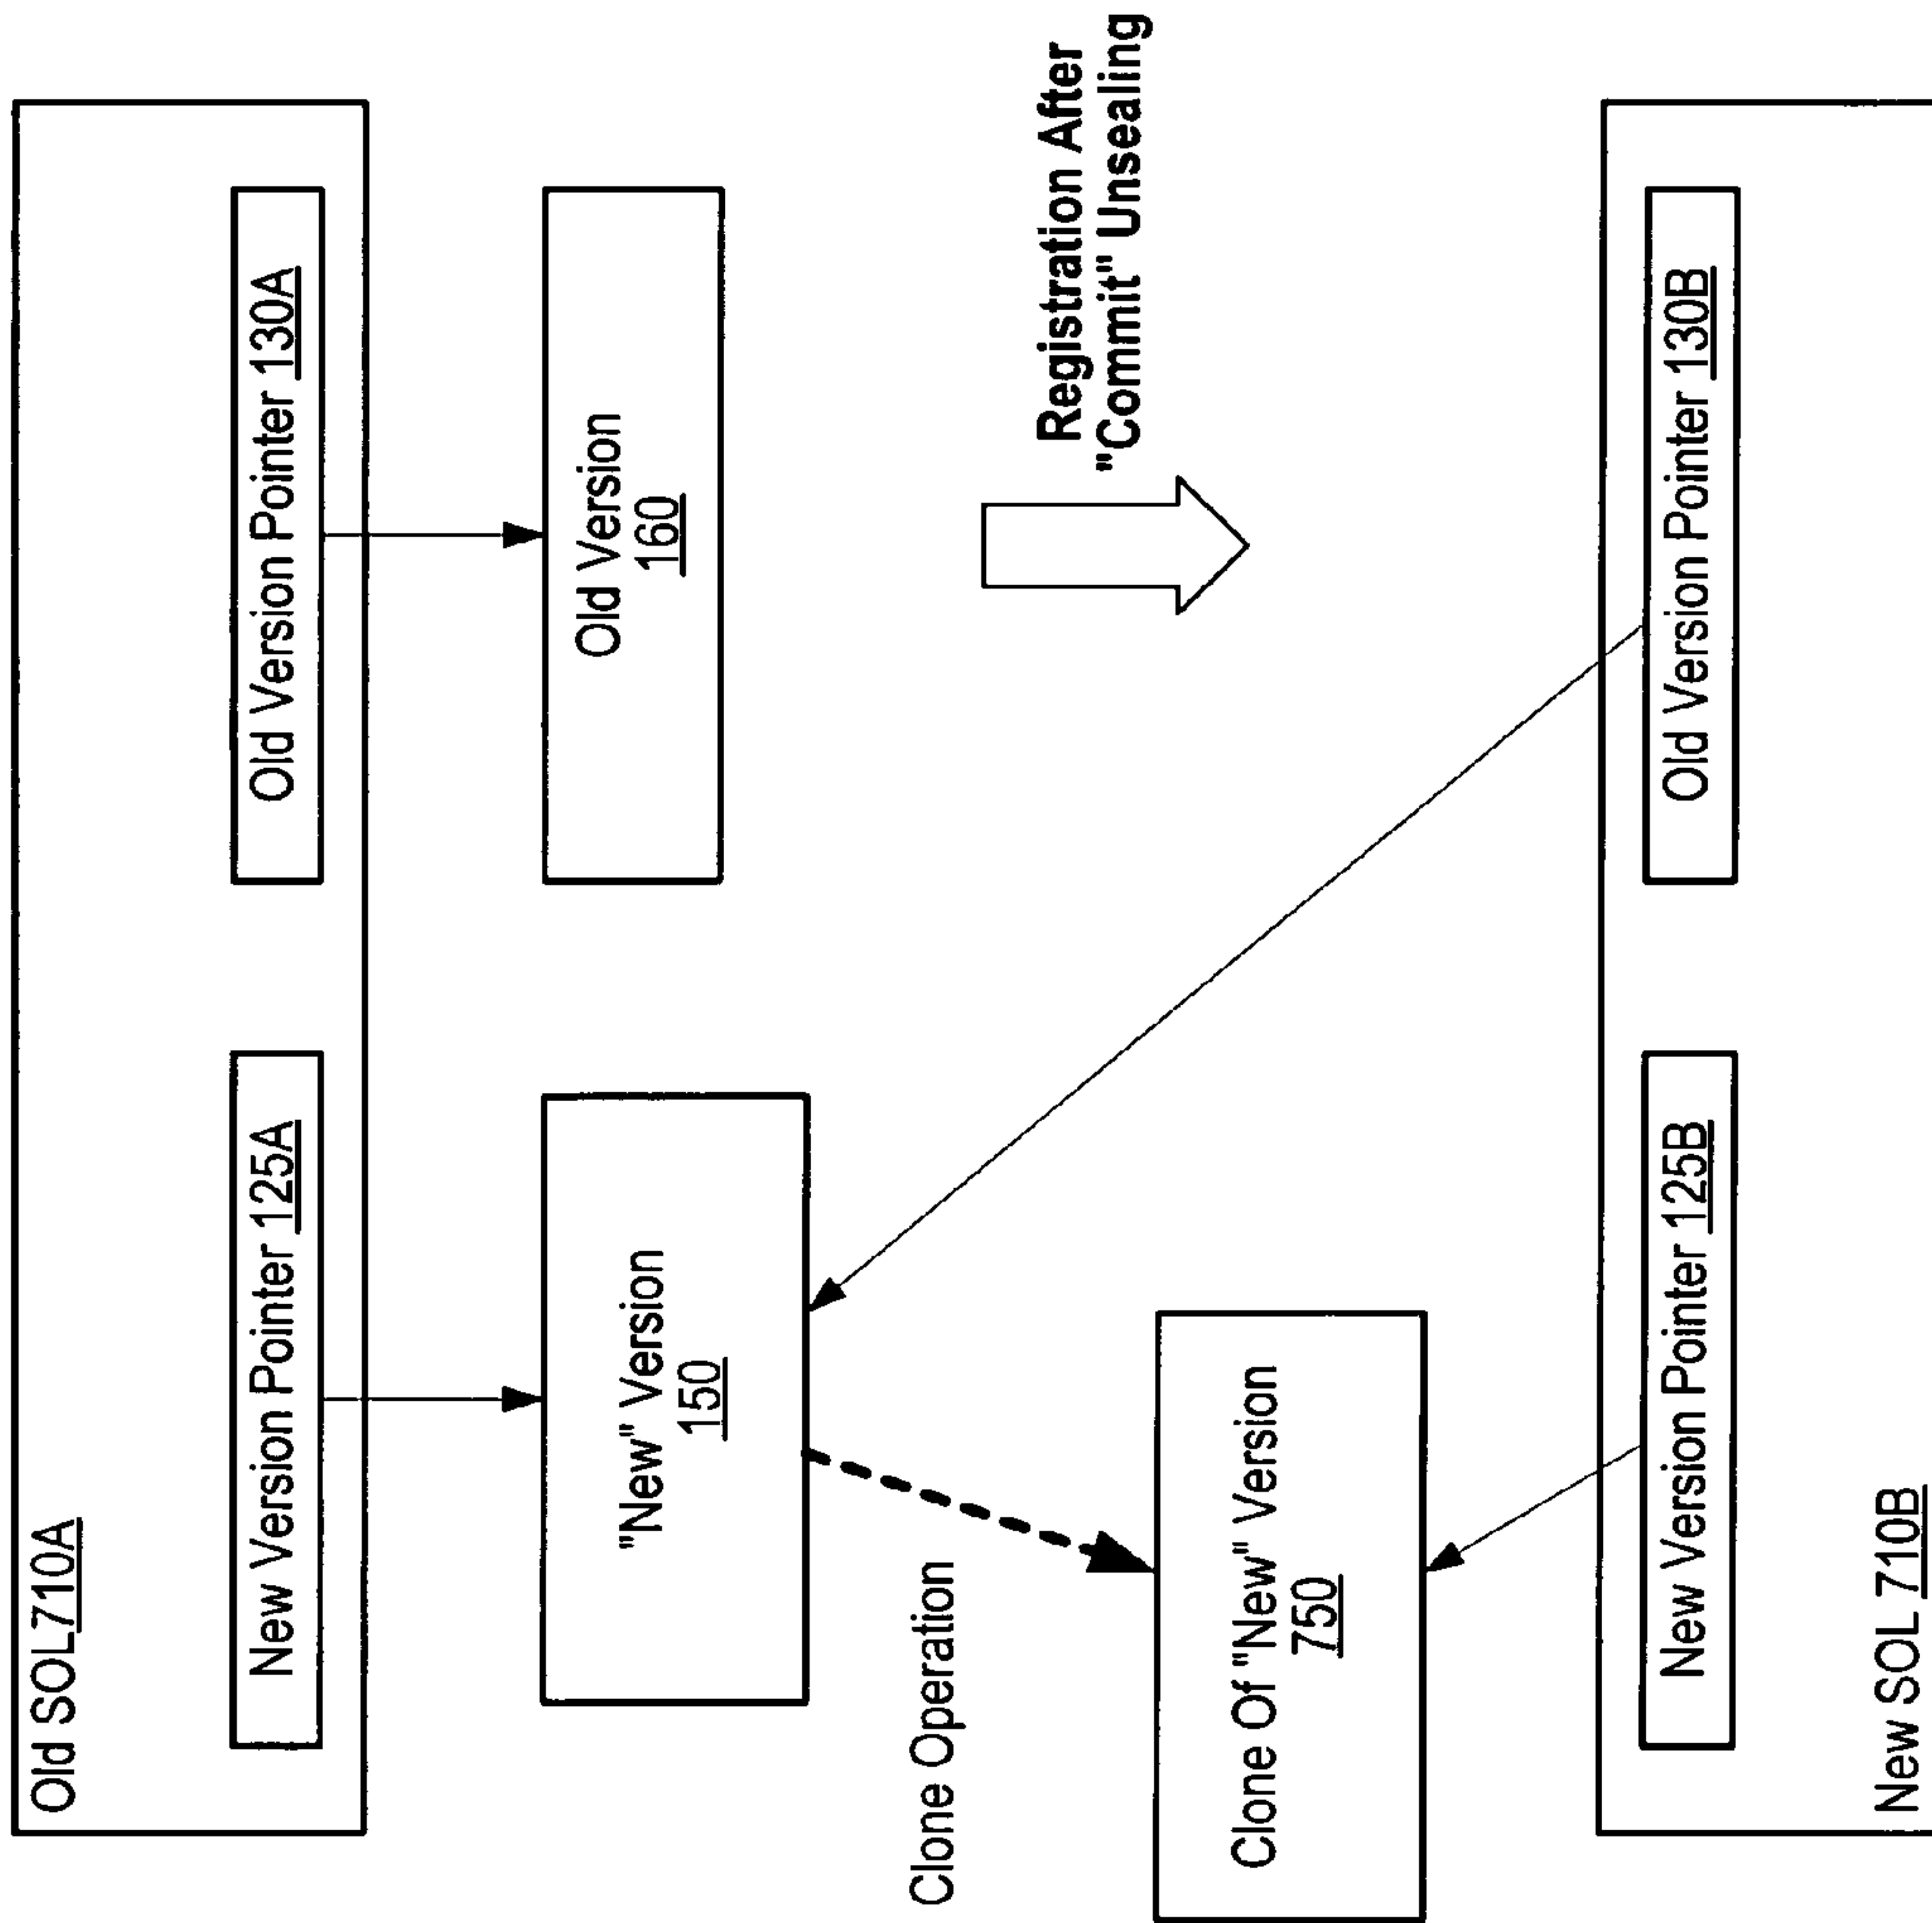 Old SOL710A
New Version Pointer 125A
Old Version Pointer 130A
"New" Version
150
Old Version
160
Clone Operation
Registration After
"Commit" Unsealing
Clone Of "New" Version
750
New Version Pointer 125B
Old Version Pointer 130B
New SOL 710B